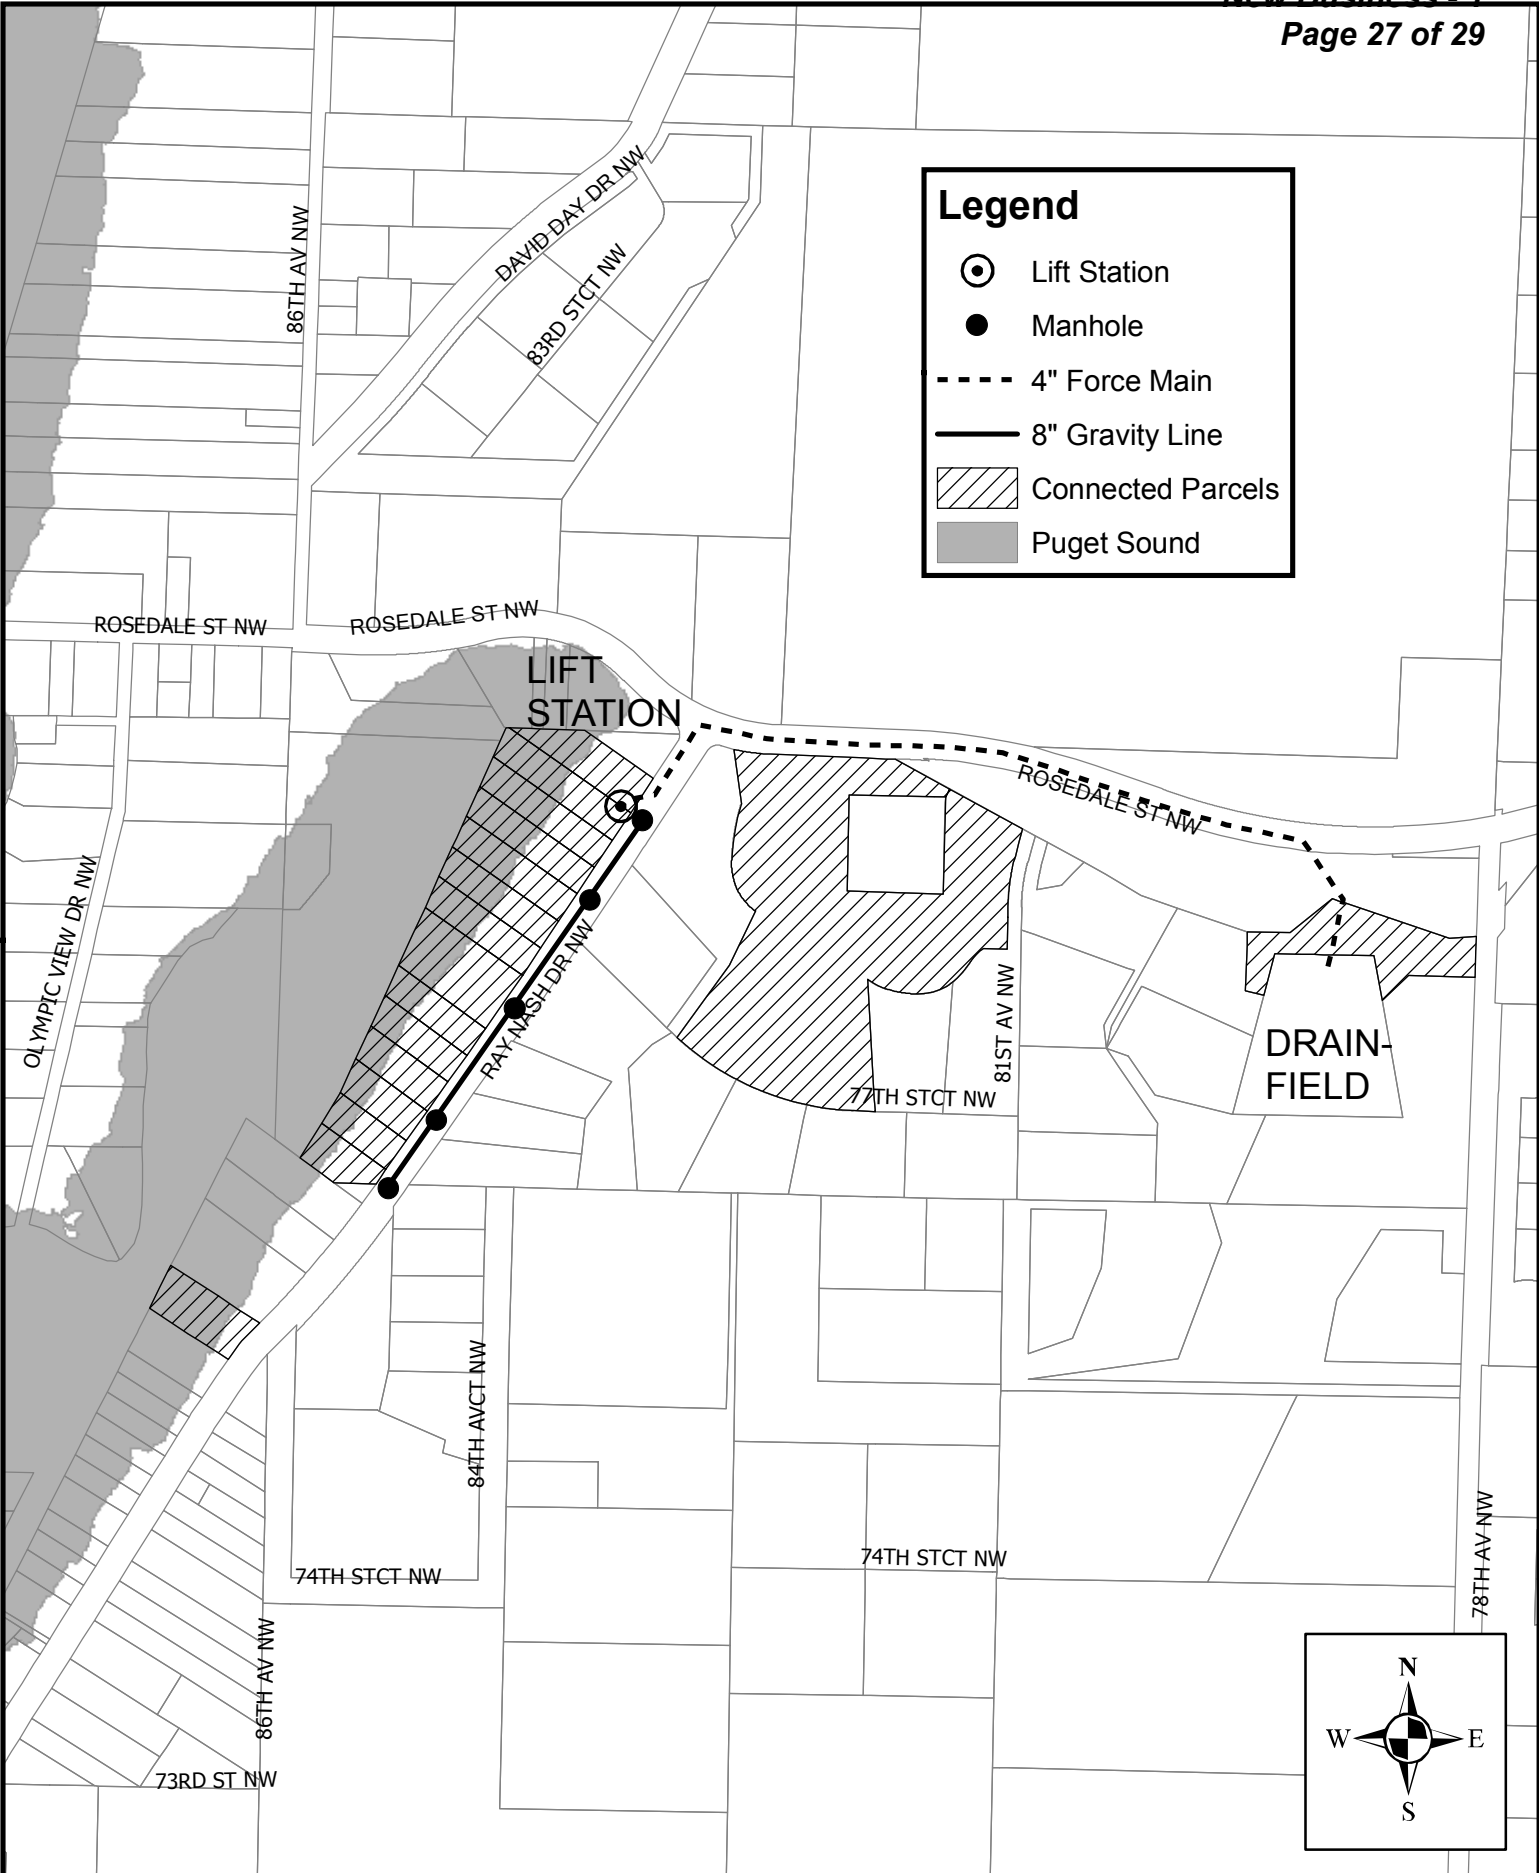 New Business - 1
Page 27 of 29
Legend
Lift Station
Manhole
4" Force Main
8" Gravity Line
Connected Parcels
Puget Sound
86TH AV NW
DAVID DAY DR NW
83RD STCT NW
ROSEDALE ST NW
ROSEDALE ST NW
LIFT
STATION
ROSEDALE ST NW
OLYMPIC VIEW DR NW
RAY NASH DR NW
81ST AV NW
77TH STCT NW
DRAIN-
FIELD
84TH AVCT NW
74TH STCT NW
74TH STCT NW
78TH AV NW
86TH AV NW
73RD ST NW
N
W
E
S